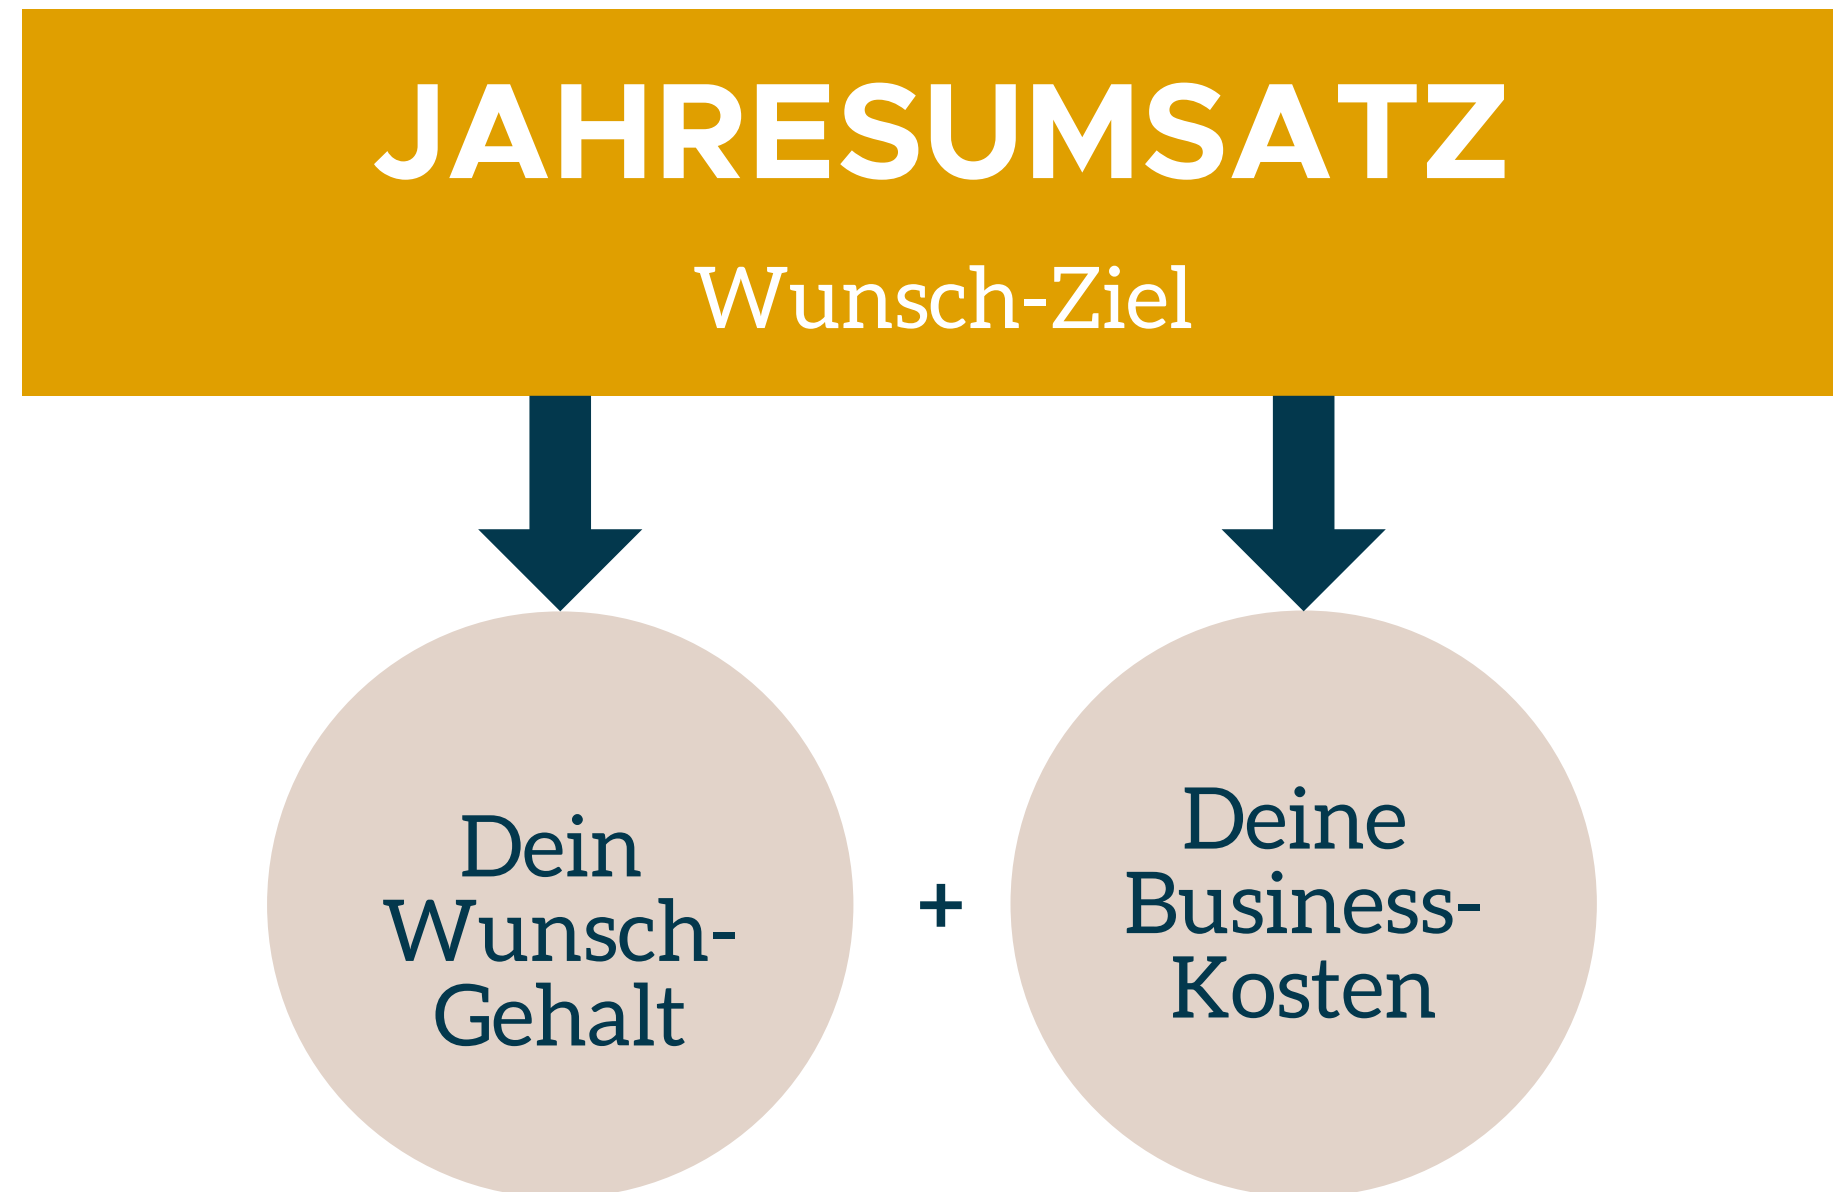 JAHRESUMSATZ
Wunsch-Ziel
Dein
Wunsch-
Gehalt
+
Deine
Business-
Kosten